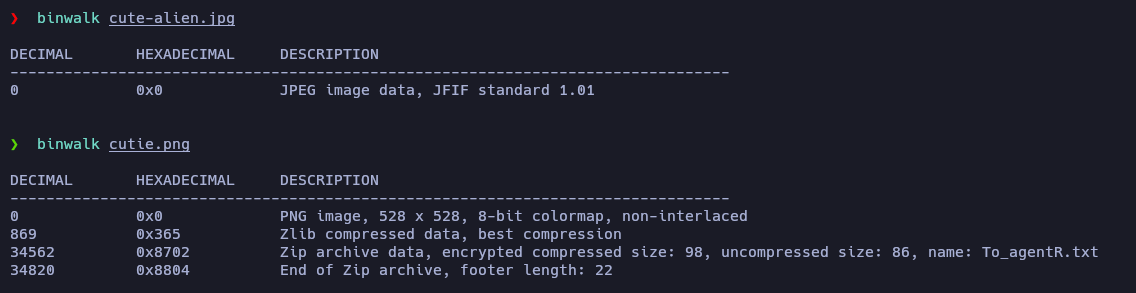 ❯ binwalk cute-alien.jpg
DECIMAL HEXADECIMAL DESCRIPTION
--------------------------------------------------------------------------------
0 0x0 JPEG image data, JFIF standard 1.01
❯ binwalk cutie.png
DECIMAL HEXADECIMAL DESCRIPTION
--------------------------------------------------------------------------------
0 0x0 PNG image, 528 x 528, 8-bit colormap, non-interlaced
869 0x365 Zlib compressed data, best compression
34562 0x8702 Zip archive data, encrypted compressed size: 98, uncompressed size: 86, name: To_agentR.txt
34820 0x8804 End of Zip archive, footer length: 22